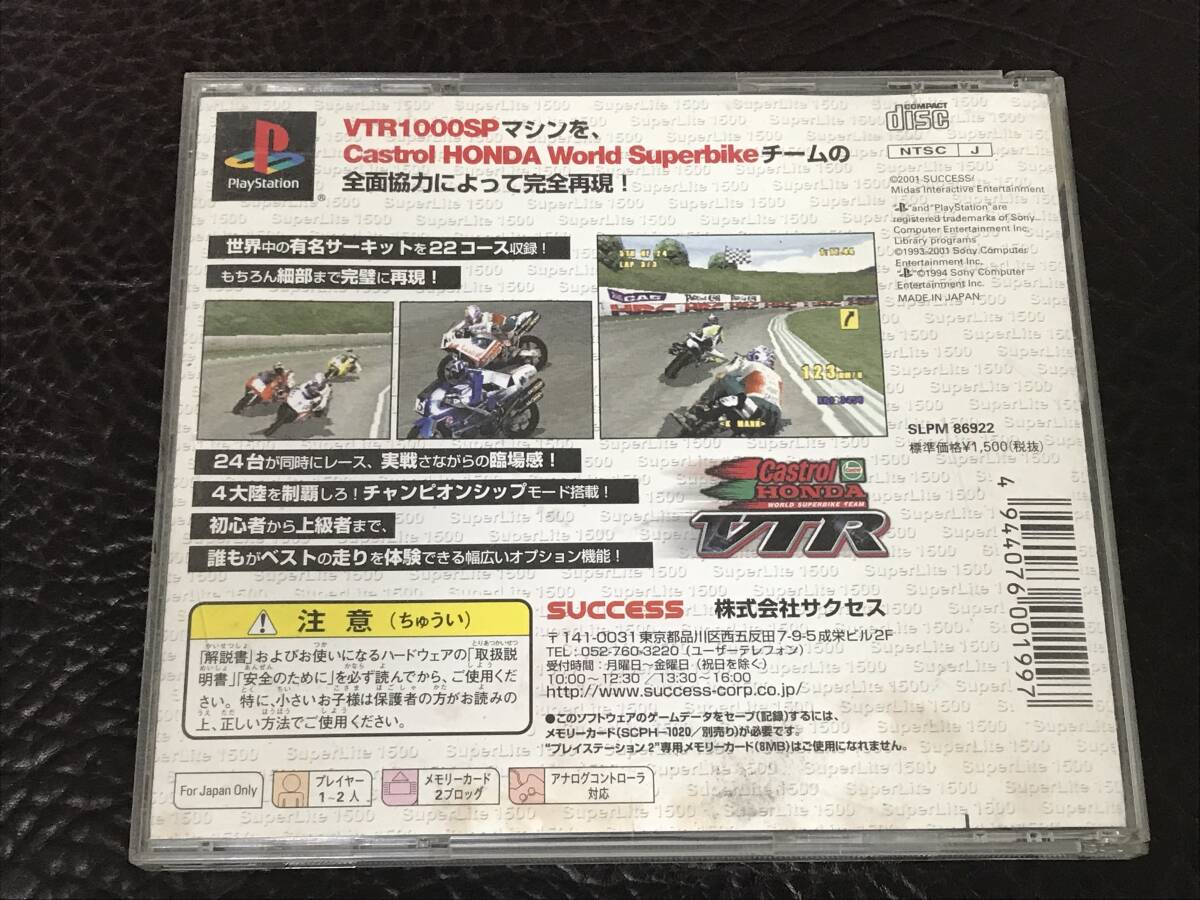 PlayStation
®
VTR1000SPマシンを、
Castrol HONDA World Superbikeチームの
全面協力によって完全再現！
COMPACT
disc
NTSC J
©2001 SUCCESS/
Midas Interactive Entertainment
"PS" and "PlayStation" are
registered trademarks of Sony
Computer Entertainment Inc.
Library programs
©1993-2001 Sony Computer
Entertainment Inc.
"PS" ©1994 Sony Computer
Entertainment Inc.
MADE IN JAPAN
世界中の有名サーキットを22コース収録！
もちろん細部まで完璧に再現！
LAP 3/3
HRC
123
SLPM 86922
標準価格¥1,500(税抜)
24台が同時にレース、実戦さながらの臨場感！
4大陸を制覇しろ！チャンピオンシップモード搭載！
初心者から上級者まで、
誰もがベストの走りを体験できる幅広いオプション機能！
Castrol
HONDA
WORLD SUPERBIKE TEAM
VTR
4 944076 001997
注意（ちゅうい）
「解説書」およびお使いになるハードウェアの「取扱説
明書」「安全のために」を必ず読んでから、ご使用くだ
さい。特に、小さいお子様は保護者の方がお読みの
上、正しい方法でご使用ください。
SUCCESS 株式会社サクセス
〒141-0031 東京都品川区西五反田7-9-5成栄ビル2F
TEL：052-760-3220（ユーザーテレフォン）
受付時間：月曜日～金曜日（祝日を除く）
10:00～12:30／13:30～16:00
http://www.success-corp.co.jp/
●このソフトウェアのゲームデータをセーブ（記録）するには、
メモリーカード（SCPH-1020／別売り）が必要です。
"プレイステーション 2"専用メモリーカード（8MB）はご使用になれません。
For Japan Only
プレイヤー
1～2人
メモリーカード
2ブロック
アナログコントローラ
対応
SuperLite 1500